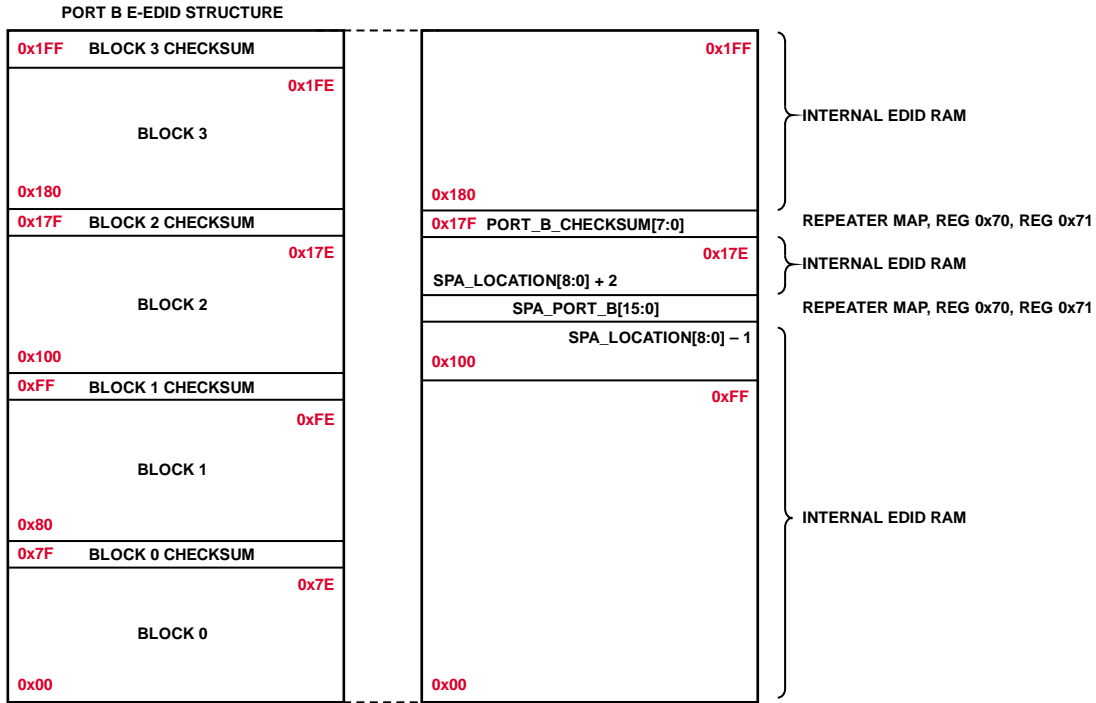 PORT B E-EDID STRUCTURE
0x1FF BLOCK 3 CHECKSUM
0x1FE
BLOCK 3
0x180
0x17F BLOCK 2 CHECKSUM
0x17E
BLOCK 2
0x100
0xFF BLOCK 1 CHECKSUM
0xFE
BLOCK 1
0x80
0x7F BLOCK 0 CHECKSUM
0x7E
BLOCK 0
0x00
0x1FF
0x180
0x17F PORT_B_CHECKSUM[7:0]
0x17E
SPA_LOCATION[8:0] + 2
SPA_PORT_B[15:0]
SPA_LOCATION[8:0] – 1
0x100
0xFF
0x00
INTERNAL EDID RAM
REPEATER MAP, REG 0x70, REG 0x71
INTERNAL EDID RAM
REPEATER MAP, REG 0x70, REG 0x71
INTERNAL EDID RAM